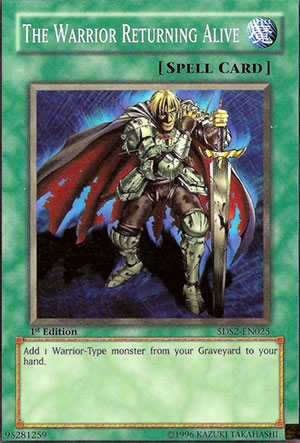 The Warrior Returning Alive
[Spell Card]
1st Edition
5DS2-EN025
Add 1 Warrior-Type monster from your Graveyard to your
hand.
95281259
©1996 KAZUKI TAKAHASHI